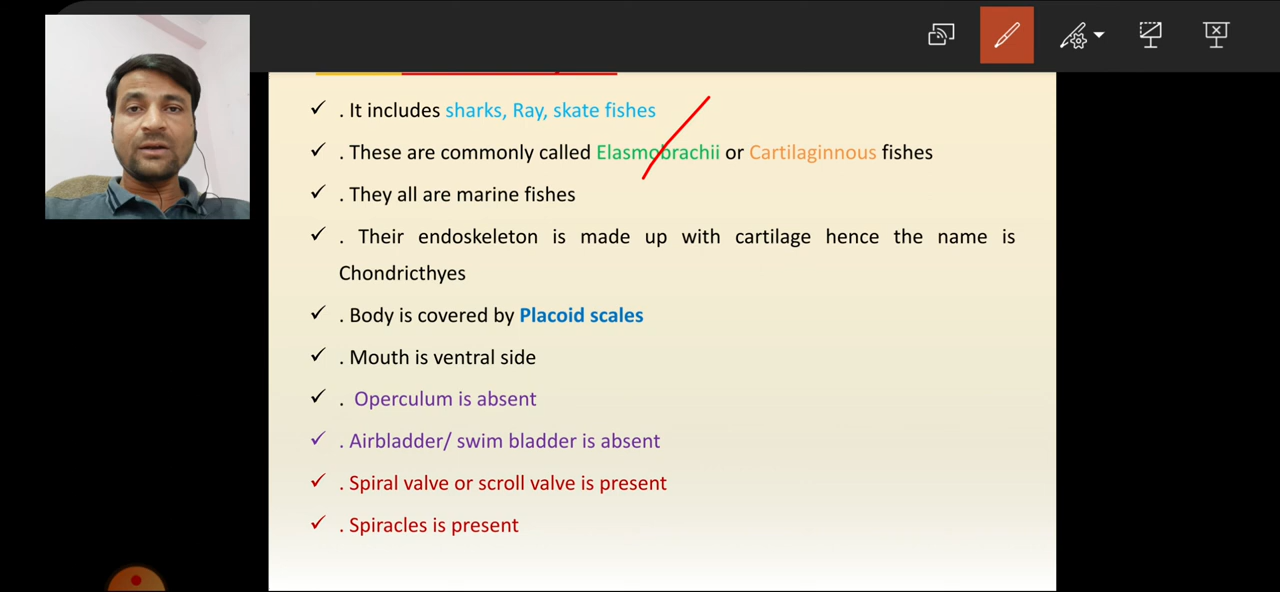 ✓ . It includes sharks, Ray, skate fishes
✓ . These are commonly called Elasmobrachii or Cartilaginnous fishes
✓ . They all are marine fishes
✓ . Their endoskeleton is made up with cartilage hence the name is
Chondricthyes
✓ . Body is covered by Placoid scales
✓ . Mouth is ventral side
✓ . Operculum is absent
✓ . Airbladder/ swim bladder is absent
✓ . Spiral valve or scroll valve is present
✓ . Spiracles is present